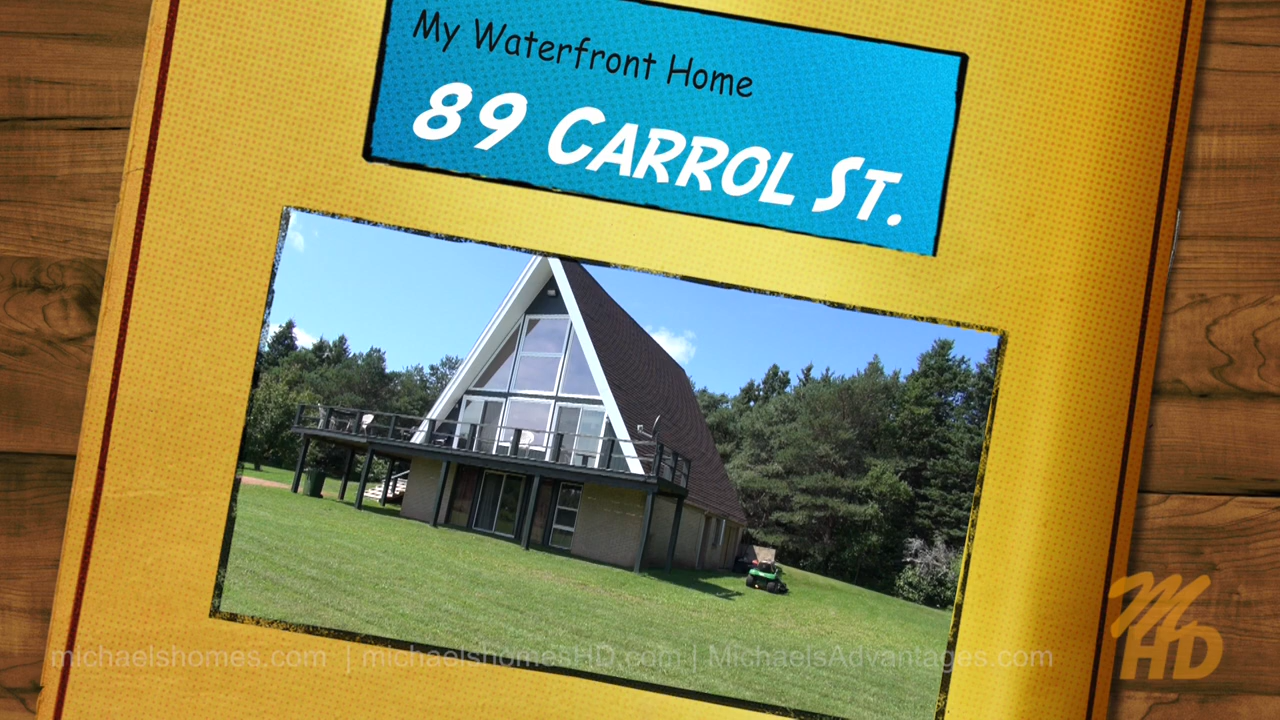 My Waterfront Home
89 CARROL ST.
michaelshomes.com | michaelshomesHD.com | MichaelsAdvantages.com
MHD